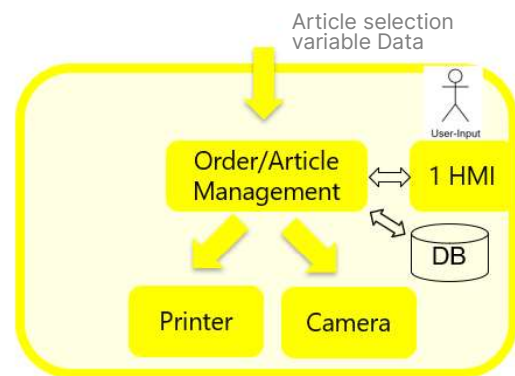 Article selection
variable Data
User-Input
Order/Article
Management
1 HMI
DB
Printer
Camera